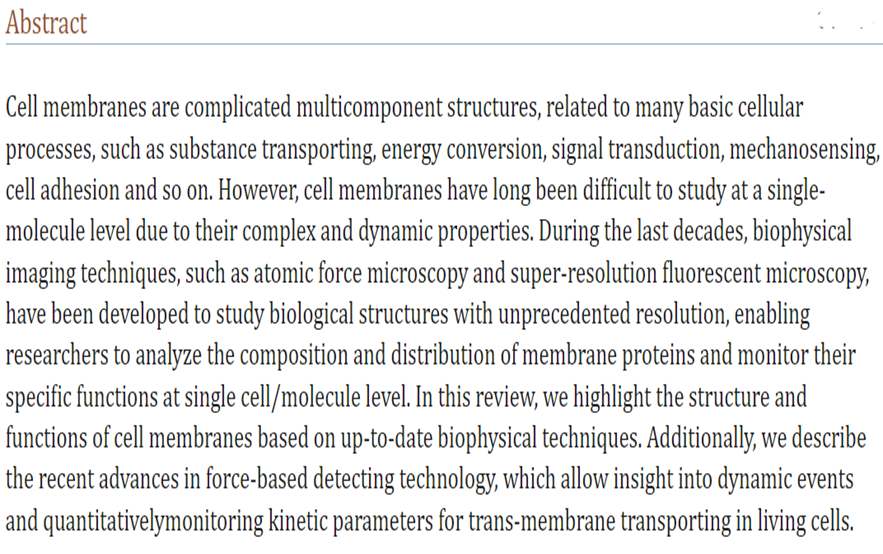 Abstract
Cell membranes are complicated multicomponent structures, related to many basic cellular
processes, such as substance transporting, energy conversion, signal transduction, mechanosensing,
cell adhesion and so on. However, cell membranes have long been difficult to study at a single-
molecule level due to their complex and dynamic properties. During the last decades, biophysical
imaging techniques, such as atomic force microscopy and super-resolution fluorescent microscopy,
have been developed to study biological structures with unprecedented resolution, enabling
researchers to analyze the composition and distribution of membrane proteins and monitor their
specific functions at single cell/molecule level. In this review, we highlight the structure and
functions of cell membranes based on up-to-date biophysical techniques. Additionally, we describe
the recent advances in force-based detecting technology, which allow insight into dynamic events
and quantitativelymonitoring kinetic parameters for trans-membrane transporting in living cells.